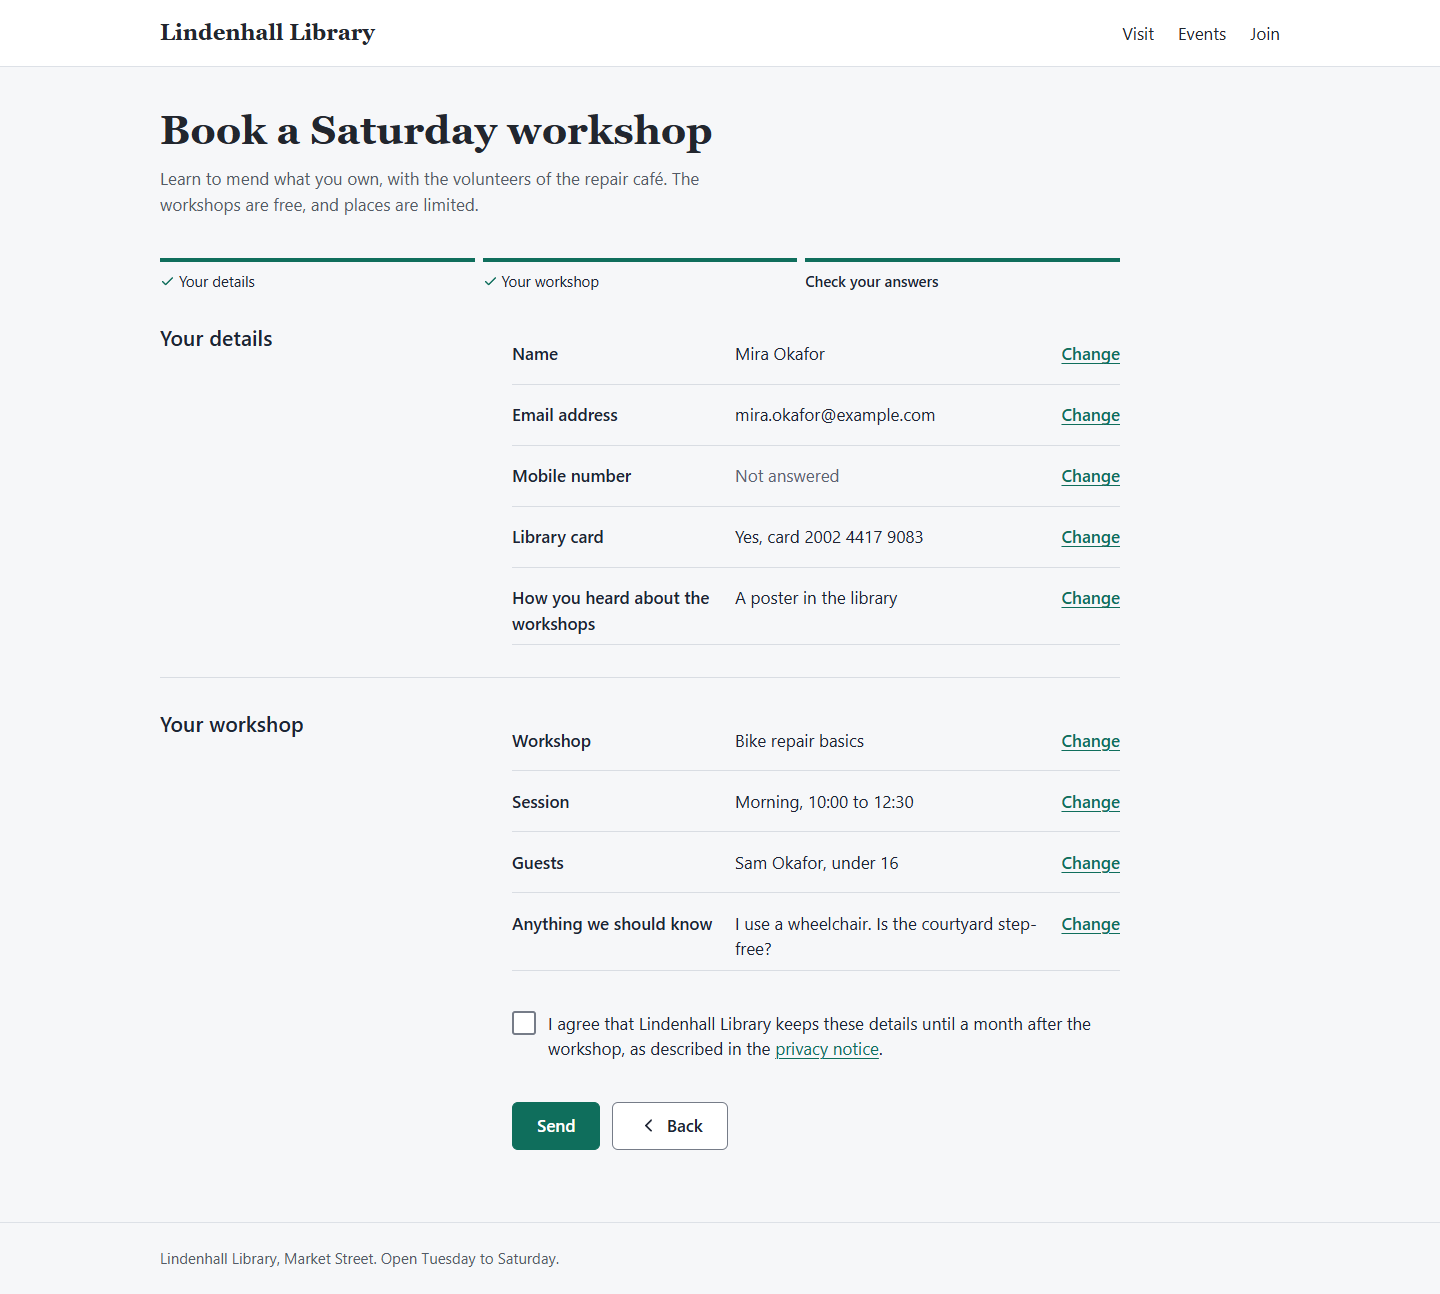 Lindenhall Library
Visit Events Join
Book a Saturday workshop
Learn to mend what you own, with the volunteers of the repair café. The
workshops are free, and places are limited.
Your details
Your workshop
Check your answers
Your details
Name Mira Okafor Change
Email address mira.okafor@example.com Change
Mobile number Not answered Change
Library card Yes, card 2002 4417 9083 Change
How you heard about the A poster in the library Change
workshops
Your workshop
Workshop Bike repair basics Change
Session Morning, 10:00 to 12:30 Change
Guests Sam Okafor, under 16 Change
Anything we should know I use a wheelchair. Is the courtyard step- Change
free?
I agree that Lindenhall Library keeps these details until a month after the
workshop, as described in the privacy notice.
Send Back
Lindenhall Library, Market Street. Open Tuesday to Saturday.